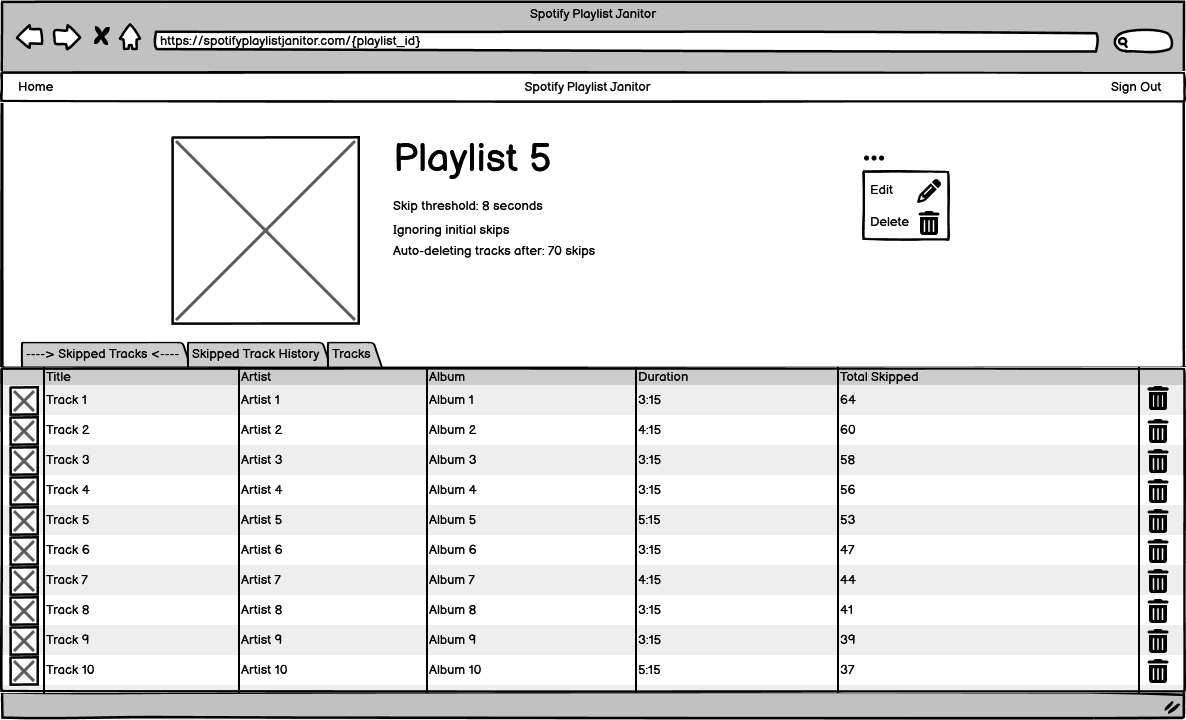 Spotify Playlist Janitor
https://spotifyplaylistjanitor.com/{playlist_id}
Home Spotify Playlist Janitor Sign Out
Playlist 5
Skip threshold: 8 seconds
Ignoring initial skips
Auto-deleting tracks after: 70 skips
Edit
Delete
----> Skipped Tracks <---- Skipped Track History Tracks
Title Artist Album Duration Total Skipped
Track 1 Artist 1 Album 1 3:15 64
Track 2 Artist 2 Album 2 4:15 60
Track 3 Artist 3 Album 3 3:15 58
Track 4 Artist 4 Album 4 3:15 56
Track 5 Artist 5 Album 5 5:15 53
Track 6 Artist 6 Album 6 3:15 47
Track 7 Artist 7 Album 7 4:15 44
Track 8 Artist 8 Album 8 3:15 41
Track 9 Artist 9 Album 9 3:15 39
Track 10 Artist 10 Album 10 5:15 37